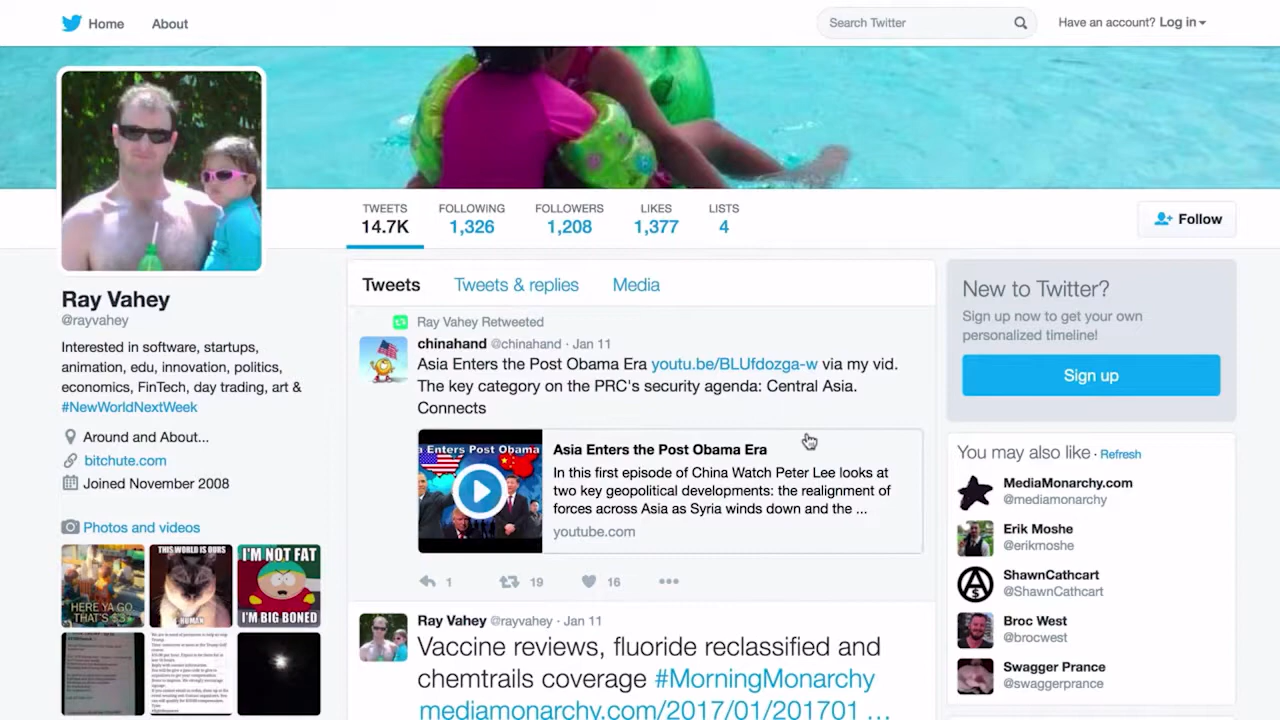 Home
About
Search Twitter
Have an account? Log in
TWEETS
14.7K
FOLLOWING
1,326
FOLLOWERS
1,208
LIKES
1,377
LISTS
4
Follow
Ray Vahey
@rayvahey
Interested in software, startups,
animation, edu, innovation, politics,
economics, FinTech, day trading, art &
#NewWorldNextWeek
Around and About...
bitchute.com
Joined November 2008
Photos and videos
HERE YA GO
THAT'S $3
THIS WORLD IS OURS
HUMAN
I'M NOT FAT
I'M BIG BONED
Tweets
Tweets & replies
Media
Ray Vahey Retweeted
chinahand @chinahand · Jan 11
Asia Enters the Post Obama Era youtu.be/BLUfdozga-w via my vid.
The key category on the PRC's security agenda: Central Asia.
Connects
a Enters Post Obama
Asia Enters the Post Obama Era
In this first episode of China Watch Peter Lee looks at
two key geopolitical developments: the realignment of
forces across Asia as Syria winds down and the ...
youtube.com
1
19
16
Ray Vahey @rayvahey · Jan 11
Vaccine reviews, fluoride reclassified and
chemtrails coverage #MorningMonarchy
mediamonarchy.com/2017/01/201701 ...
New to Twitter?
Sign up now to get your own
personalized timeline!
Sign up
You may also like · Refresh
MediaMonarchy.com
@mediamonarchy
Erik Moshe
@erikmoshe
ShawnCathcart
@ShawnCathcart
Broc West
@brocwest
Swagger Prance
@swaggerprance